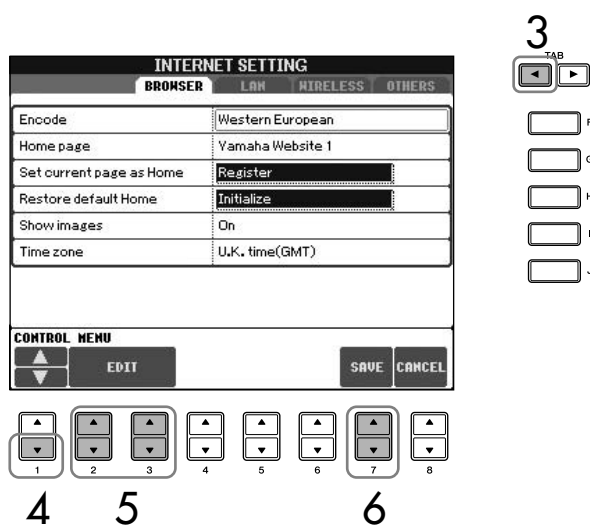 3
TAB
INTERNET SETTING
BROWSER LAN WIRELESS OTHERS
Encode Western European
Home page Yamaha Website 1
Set current page as Home Register
Restore default Home Initialize
Show images On
Time zone U.K. time(GMT)
CONTROL MENU
EDIT SAVE CANCEL
1 2 3 4 5 6 7 8
4 5 6